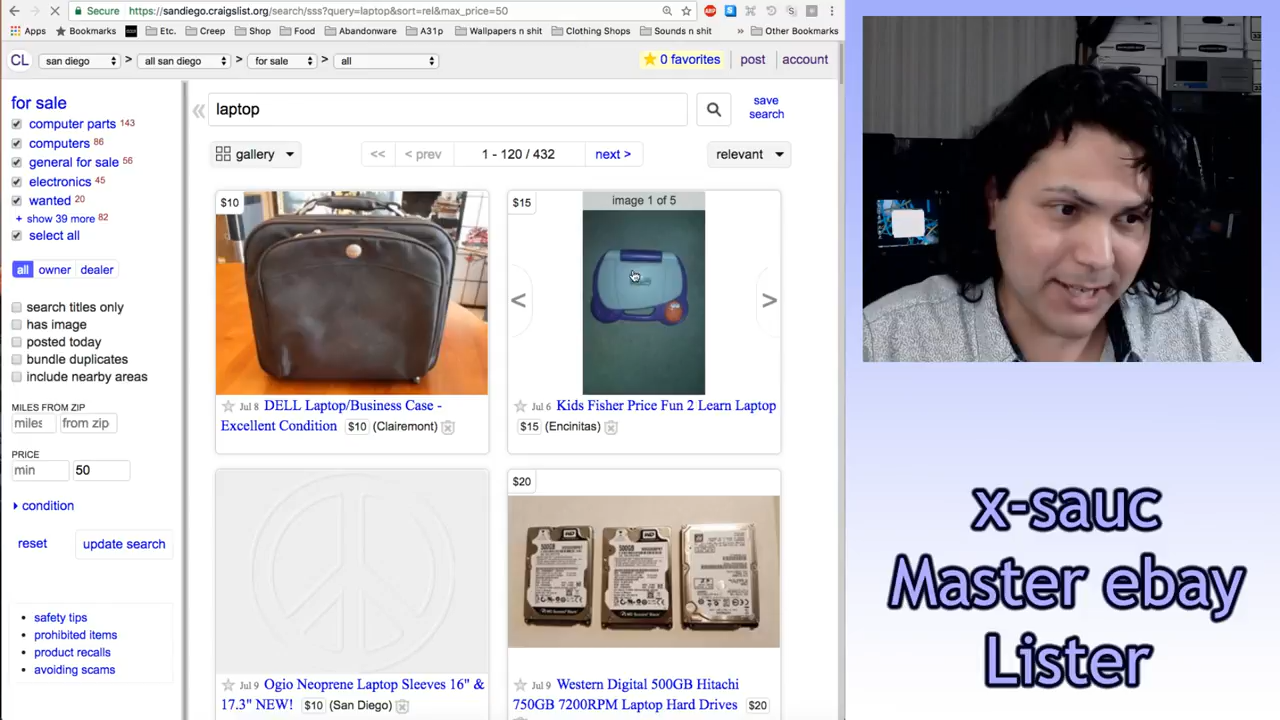 Secure https://sandiego.craigslist.org/search/sss?query=laptop&sort=rel&max_price=50
Apps Bookmarks Etc. Creep Shop Food Abandonware A31p Wallpapers n shit Clothing Shops Sounds n shit » Other Bookmarks
CL san diego > all san diego > for sale > all 0 favorites post account
for sale
computer parts 143
computers 86
general for sale 56
electronics 45
wanted 20
+ show 39 more 82
select all
all owner dealer
search titles only
has image
posted today
bundle duplicates
include nearby areas
MILES FROM ZIP
miles from zip
PRICE
min 50
condition
reset update search
safety tips
prohibited items
product recalls
avoiding scams
« laptop save
search
gallery << < prev 1 - 120 / 432 next > relevant
$10
Jul 8 DELL Laptop/Business Case -
Excellent Condition $10 (Clairemont)
$15 image 1 of 5
< >
Jul 6 Kids Fisher Price Fun 2 Learn Laptop
$15 (Encinitas)
Jul 9 Ogio Neoprene Laptop Sleeves 16" &
17.3" NEW! $10 (San Diego)
$20
500GB 500GB
Jul 9 Western Digital 500GB Hitachi
750GB 7200RPM Laptop Hard Drives $20
x-sauc
Master ebay
Lister